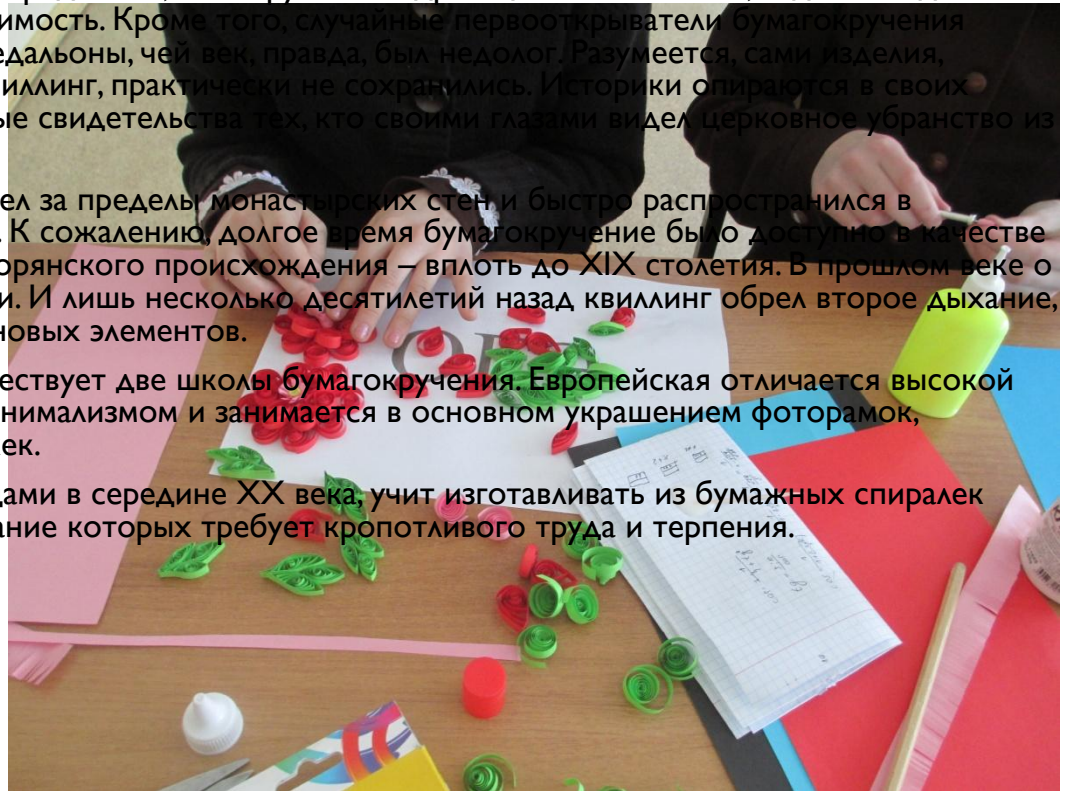 имость. Кроме того, случайные первооткрыватели бумагокручения
едальоны, чей век, правда, был недолог. Разумеется, сами изделия,
виллинг, практически не сохранились. Историки опираются в своих
ые свидетельства тех, кто своими глазами видел церковное убранство из
ел за пределы монастырских стен и быстро распространился в
. К сожалению, долгое время бумагокручение было доступно в качестве
орянского происхождения – вплоть до XIX столетия. В прошлом веке о
и. И лишь несколько десятилетий назад квиллинг обрел второе дыхание,
новых элементов.
ествует две школы бумагокручения. Европейская отличается высокой
нимализмом и занимается в основном украшением фоторамок,
ек.
дами в середине XX века, учит изготавливать из бумажных спиралек
ание которых требует кропотливого труда и терпения.